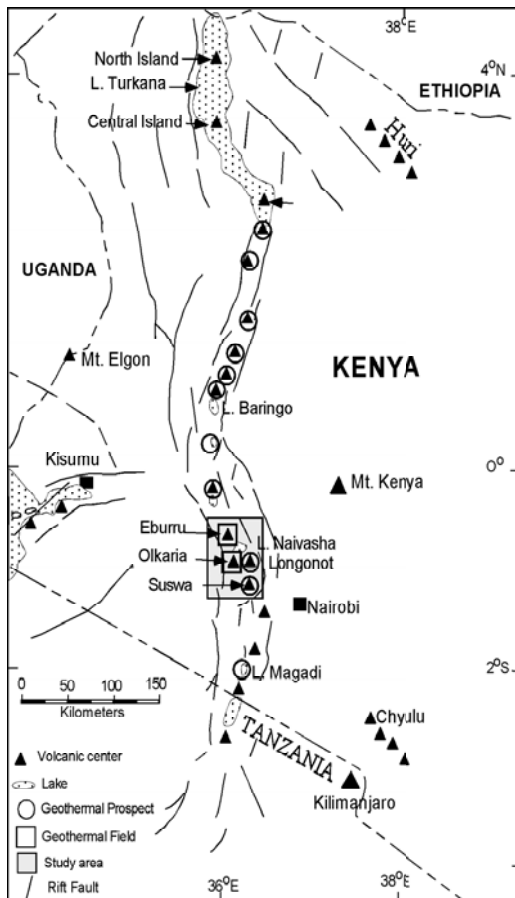 38°E
4°N
North Island
L. Turkana
ETHIOPIA
Central Island
Huri
UGANDA
Mt. Elgon
KENYA
L. Baringo
Kisumu
0°
Mt. Kenya
Eburru
L. Naivasha
Olkaria
Longonot
Suswa
Nairobi
2°S
L. Magadi
0 50 100 150
Kilometers
Chyulu
TANZANIA
Kilimanjaro
Volcanic center
Lake
Geothermal Prospect
Geothermal Field
Study area
Rift Fault
36°E
38°E